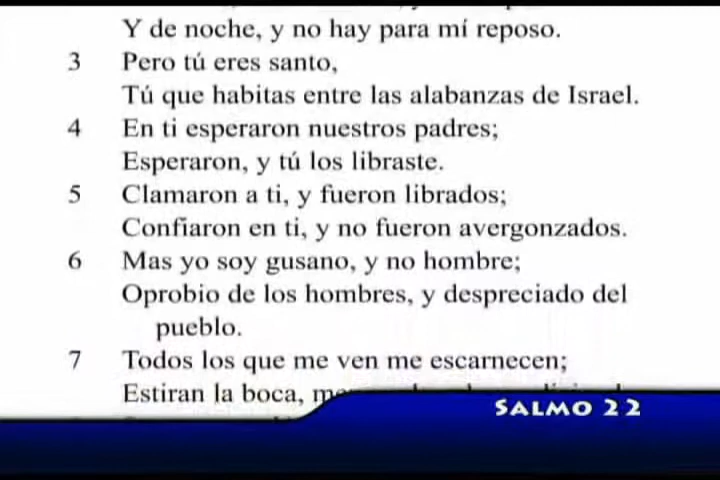 Y de noche, y no hay para mí reposo.
3 Pero tú eres santo,
Tú que habitas entre las alabanzas de Israel.
4 En ti esperaron nuestros padres;
Esperaron, y tú los libraste.
5 Clamaron a ti, y fueron librados;
Confiaron en ti, y no fueron avergonzados.
6 Mas yo soy gusano, y no hombre;
Oprobio de los hombres, y despreciado del
pueblo.
7 Todos los que me ven me escarnecen;
Estiran la boca,
SALMO 22